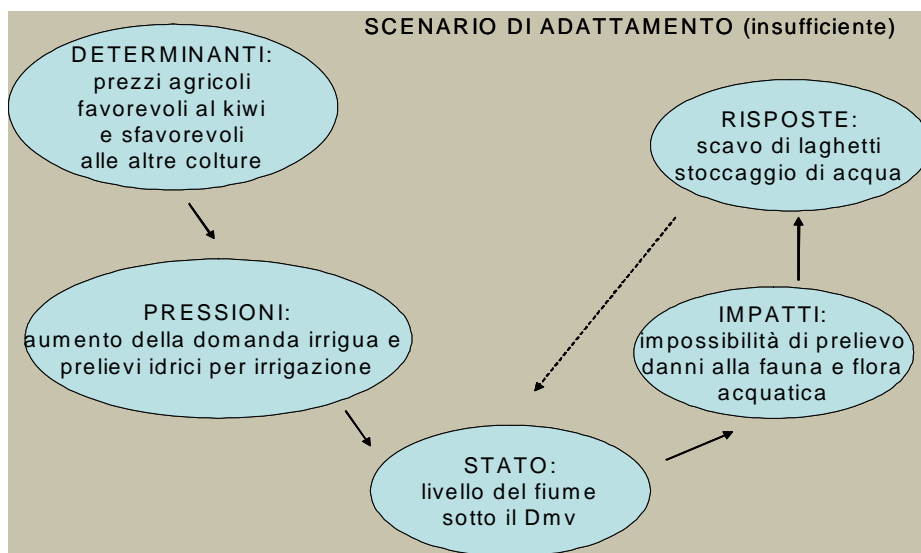 SCENARIO DI ADATTAMENTO (insufficiente)
DETERMINANTI:
prezzi agricoli
favorevoli al kiwi
e sfavorevoli
alle altre colture
PRESSIONI:
aumento della domanda irrigua e
prelievi idrici per irrigazione
STATO:
livello del fiume
sotto il Dmv
IMPATTI:
impossibilità di prelievo
danni alla fauna e flora
acquatica
RISPOSTE:
scavo di laghetti
stoccaggio di acqua